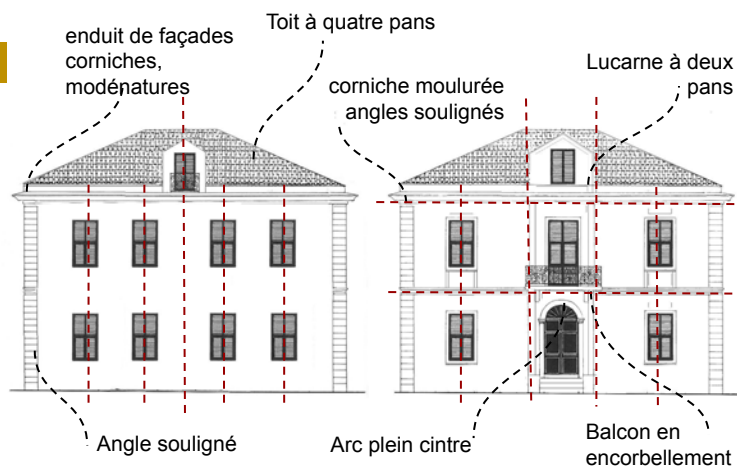 enduit de façades
corniches,
modénatures
Toit à quatre pans
corniche moulurée
angles soulignés
Lucarne à deux
pans
Angle souligné
Arc plein cintre
Balcon en
encorbellement